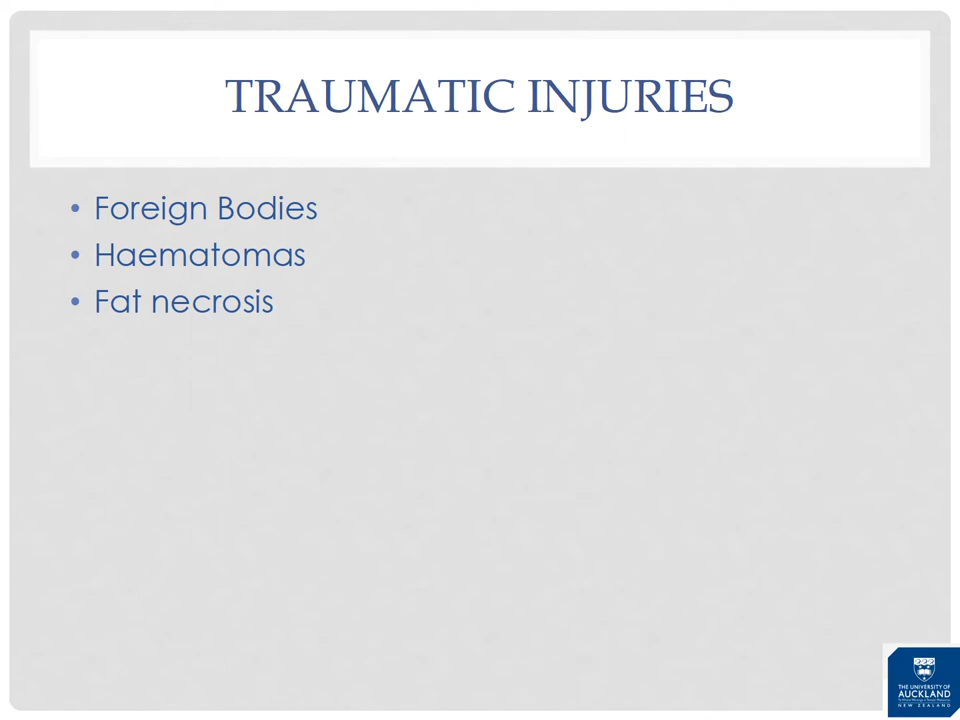 TRAUMATIC INJURIES
• Foreign Bodies
• Haematomas
• Fat necrosis
THE UNIVERSITY OF
AUCKLAND
NEW ZEALAND